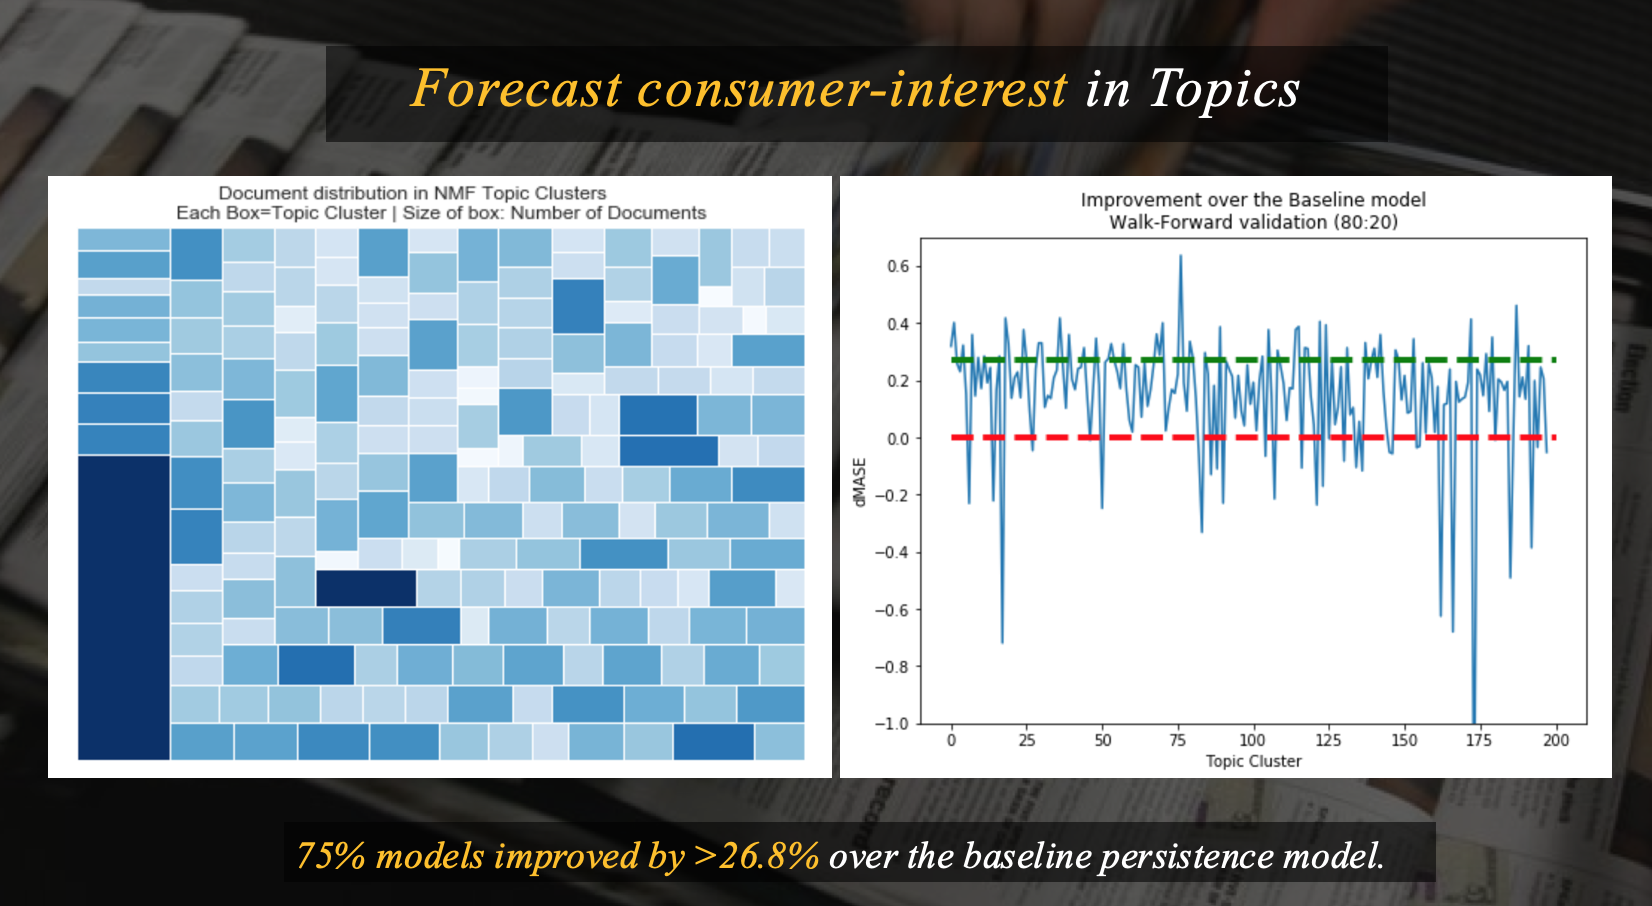 Forecast consumer-interest in Topics
Document distribution in NMF Topic Clusters
Each Box=Topic Cluster | Size of box: Number of Documents
Improvement over the Baseline model
Walk-Forward validation (80:20)
0.6
0.4
0.2
0.0
−0.2
−0.4
−0.6
−0.8
−1.0
dMASE
0 25 50 75 100 125 150 175 200
Topic Cluster
Election
record
75% models improved by >26.8% over the baseline persistence model.